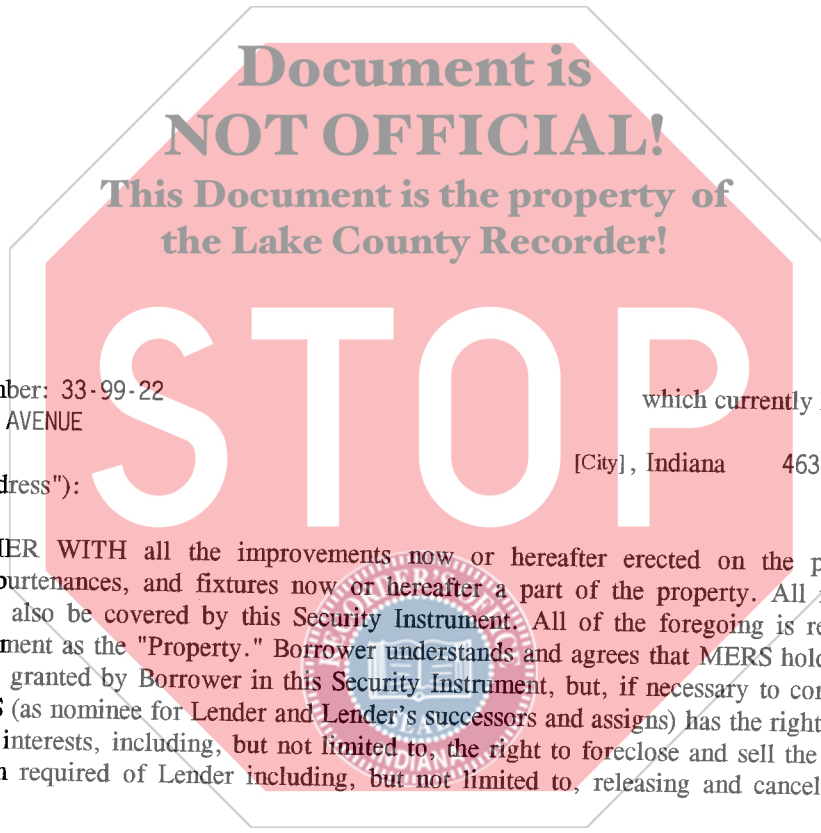 Document is
NOT OFFICIAL!
This Document is the property of
the Lake County Recorder!
STOP
mber: 33-99-22 which currently
AVENUE
[City], Indiana 463
dress"):
IER WITH all the improvements now or hereafter erected on the p
purtenances, and fixtures now or hereafter a part of the property. All
also be covered by this Security Instrument. All of the foregoing is re
ment as the "Property." Borrower understands and agrees that MERS hold
granted by Borrower in this Security Instrument, but, if necessary to co
S (as nominee for Lender and Lender's successors and assigns) has the right
interests, including, but not limited to, the right to foreclose and sell the
n required of Lender including, but not limited to, releasing and cancel
RECORDER'S OFFICE
INDIANA